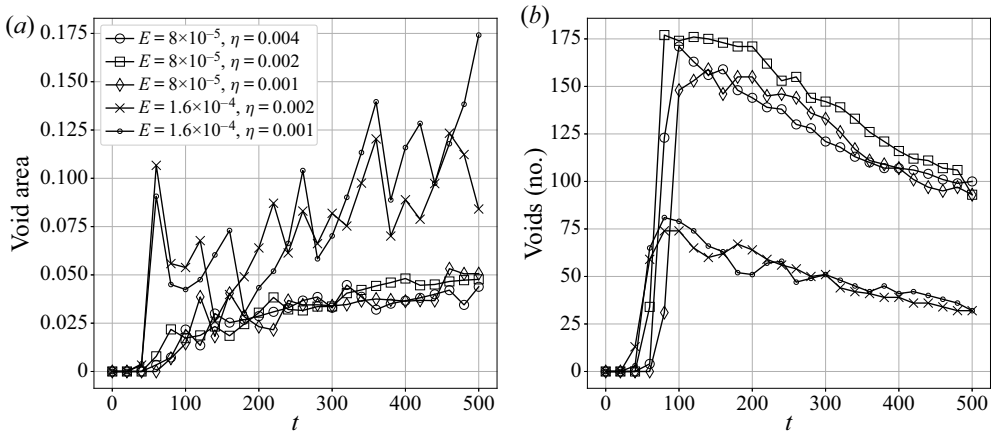 (a)
0.175
0.150
0.125
0.100
0.075
0.050
0.025
0
Void area
E = 8×10⁻⁵, η = 0.004
E = 8×10⁻⁵, η = 0.002
E = 8×10⁻⁵, η = 0.001
E = 1.6×10⁻⁴, η = 0.002
E = 1.6×10⁻⁴, η = 0.001
0 100 200 300 400 500
t
(b)
175
150
125
100
75
50
25
0
Voids (no.)
0 100 200 300 400 500
t